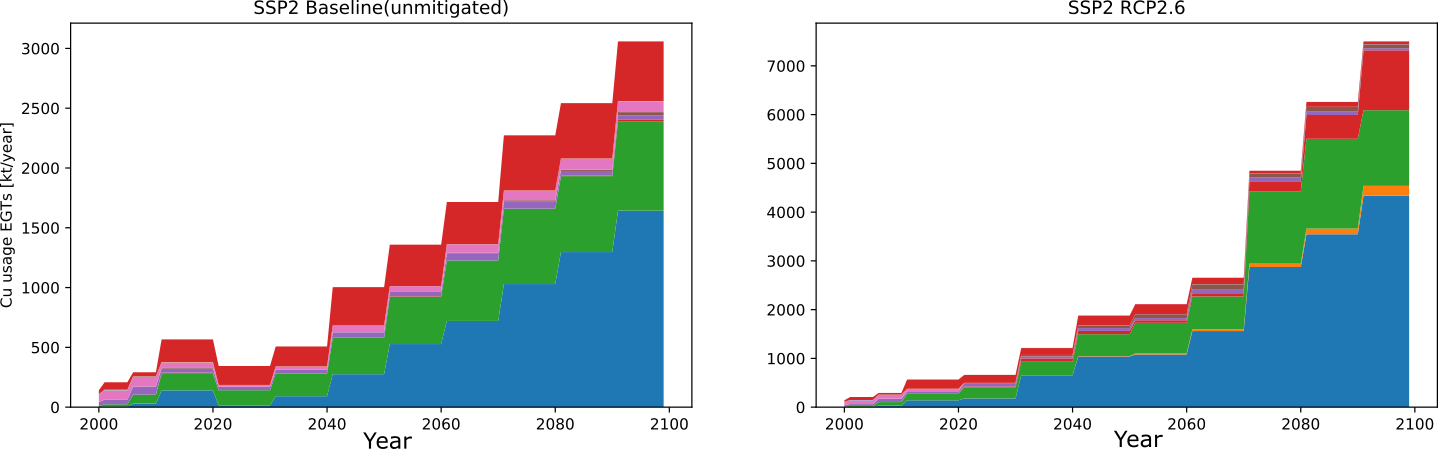 SSP2 Baseline(unmitigated)
Cu usage EGTs [kt/year]
3000
2500
2000
1500
1000
500
0
2000 2020 2040 2060 2080 2100
Year
SSP2 RCP2.6
7000
6000
5000
4000
3000
2000
1000
0
2000 2020 2040 2060 2080 2100
Year